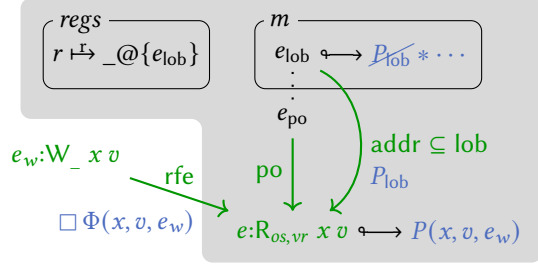 regs
m
r ↦ʳ _@{e_lob}
e_lob ↪ P_lob * ⋯
e_po
e_w:W_ x v
rfe
po
addr ⊆ lob
P_lob
□ Φ(x, v, e_w)
e:R_os,vr x v ↪ P(x, v, e_w)